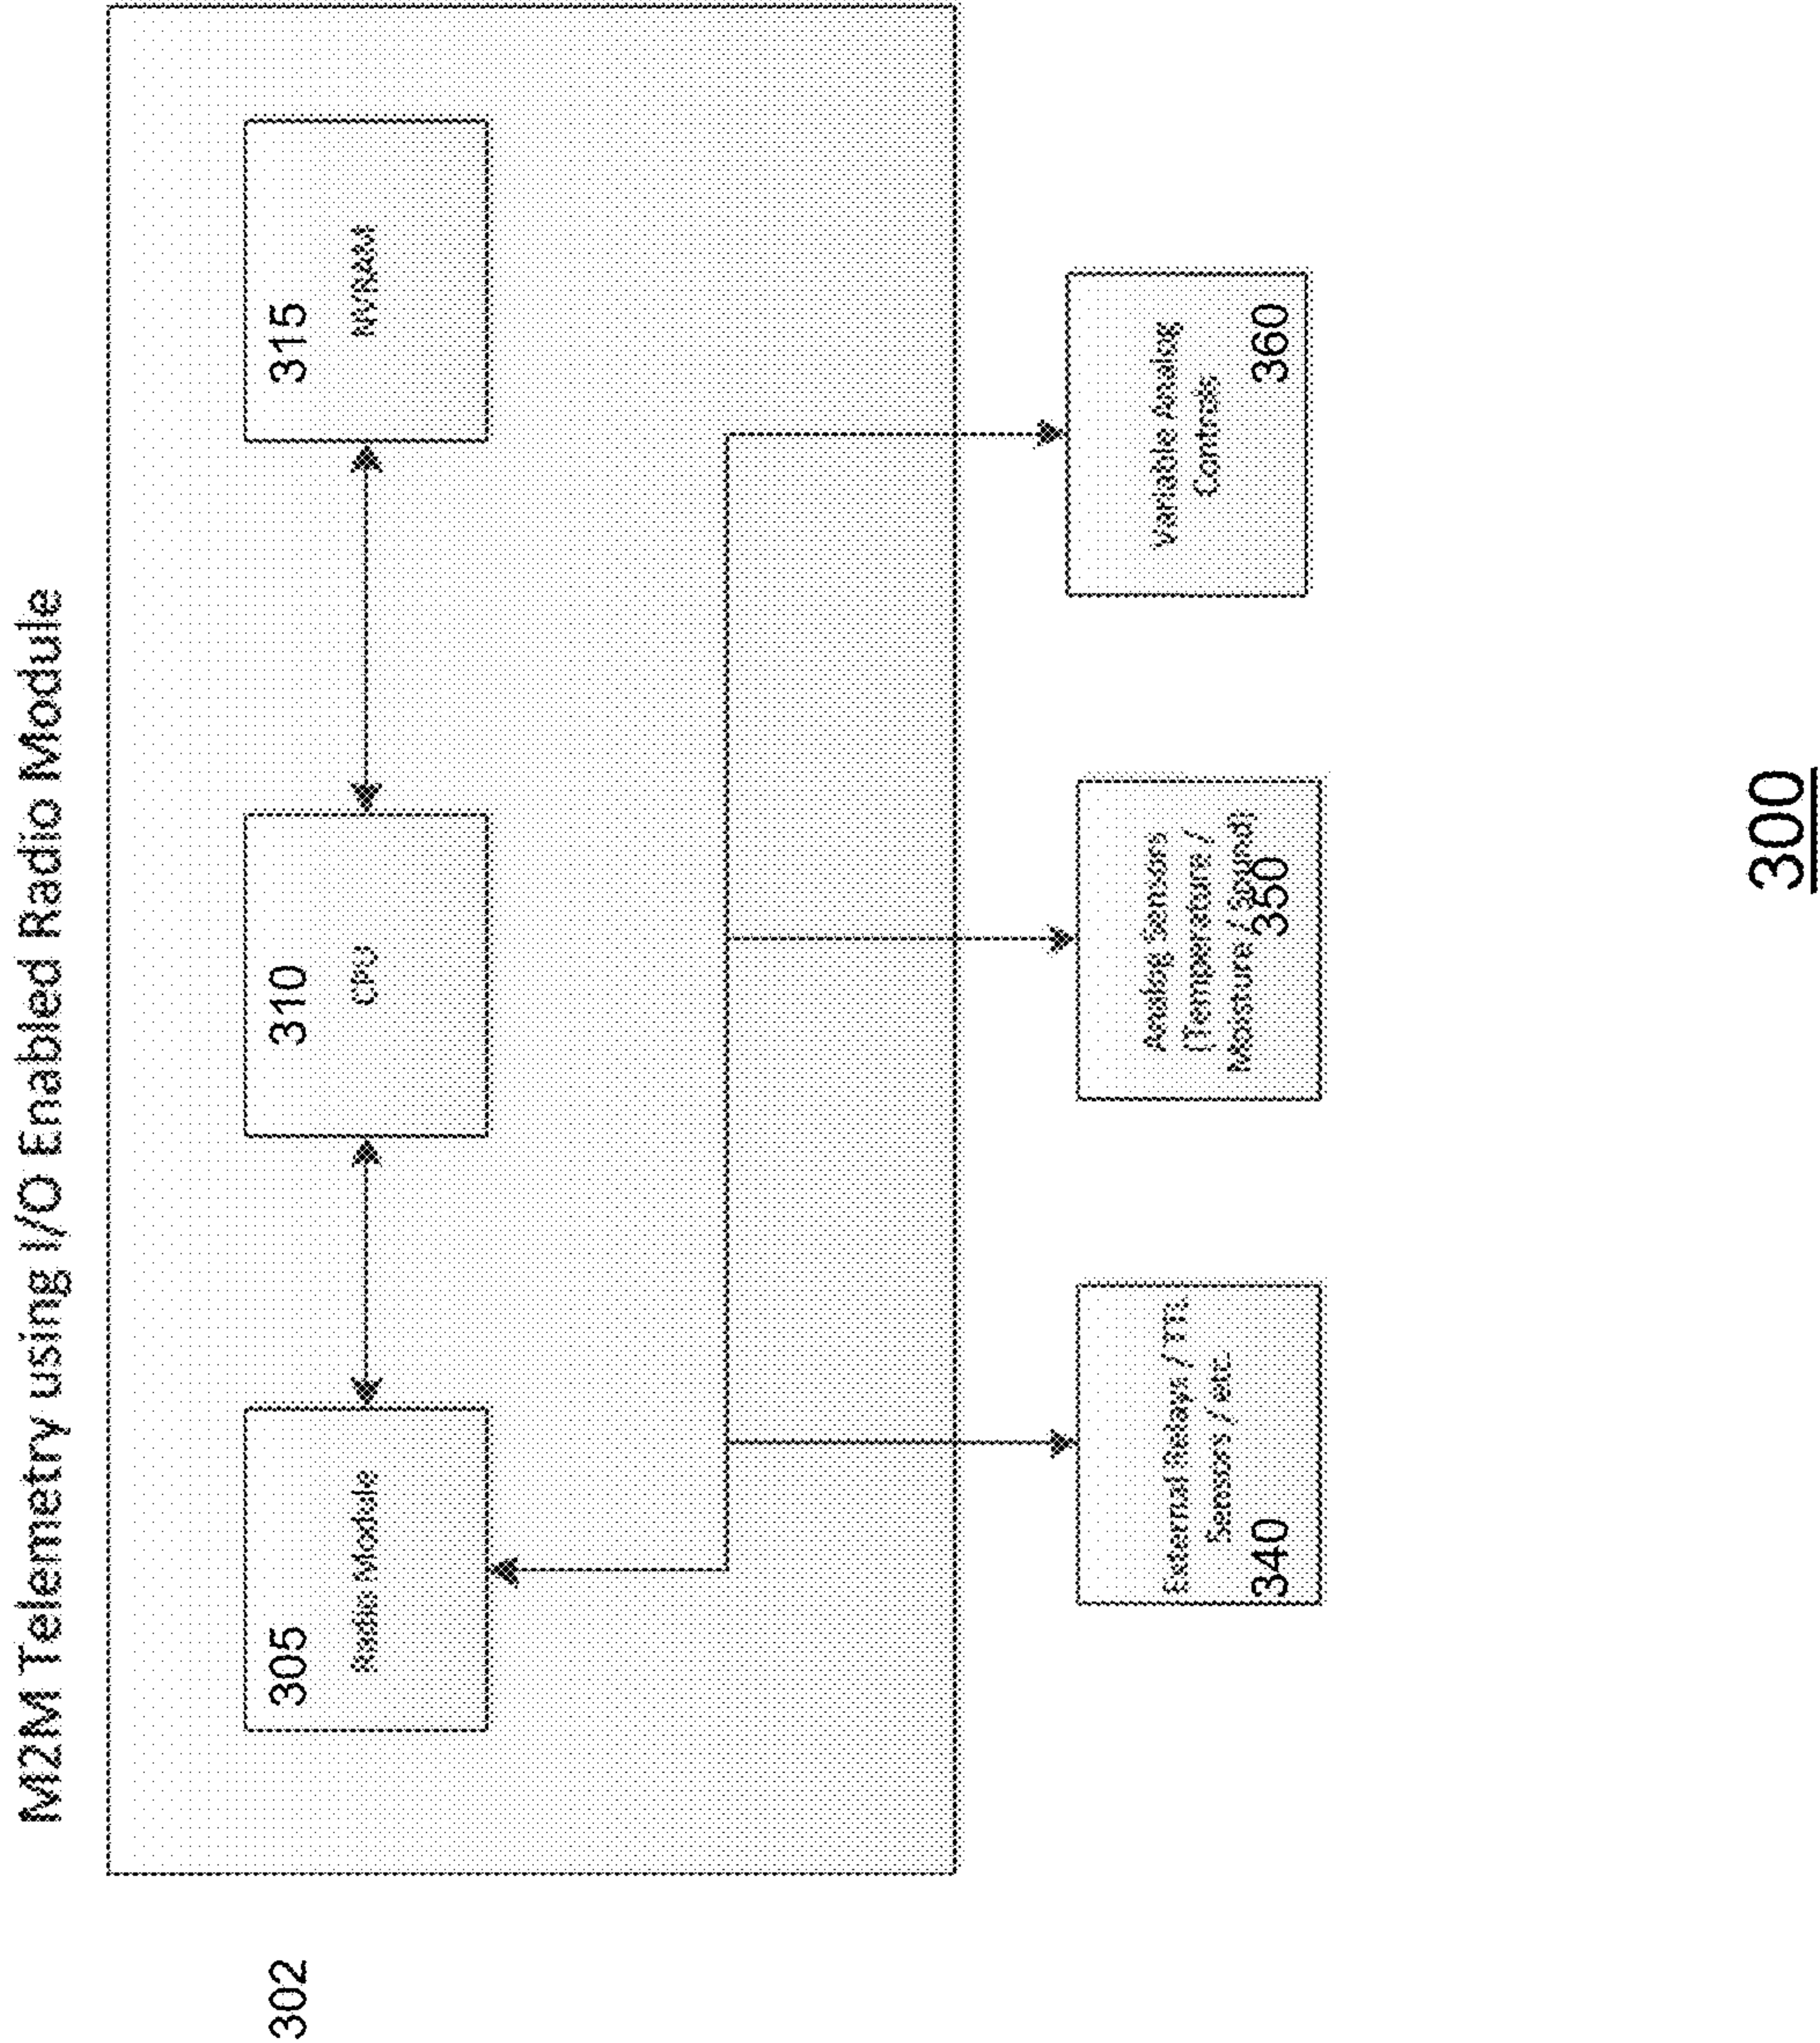 M2M Telemetry using I/O Enabled Radio Module
302
305
Radio Module
310
CPU
315
NVRAM
External Relays / TTL
Sensors / etc.
340
Analog Sensors
(Temperature /
Moisture / Sound)
350
Variable Analog
Controls
360
300